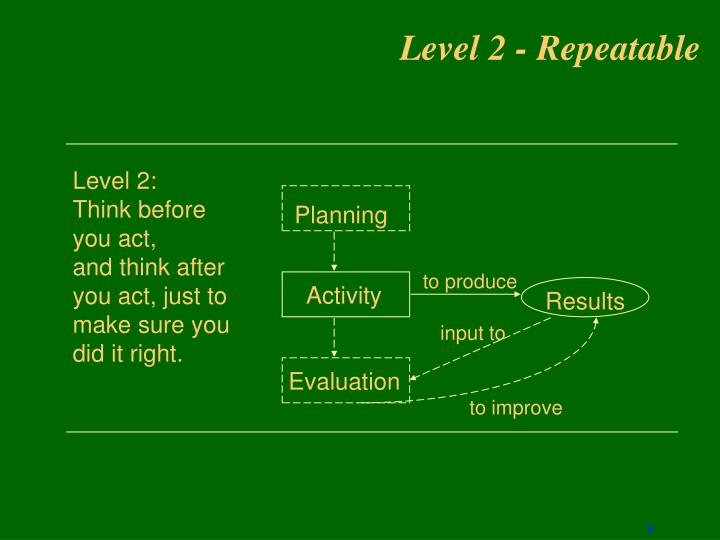 Level 2 - Repeatable
Level 2:
Think before
you act,
and think after
you act, just to
make sure you
did it right.
Planning
Activity
to produce
Results
input to
Evaluation
to improve